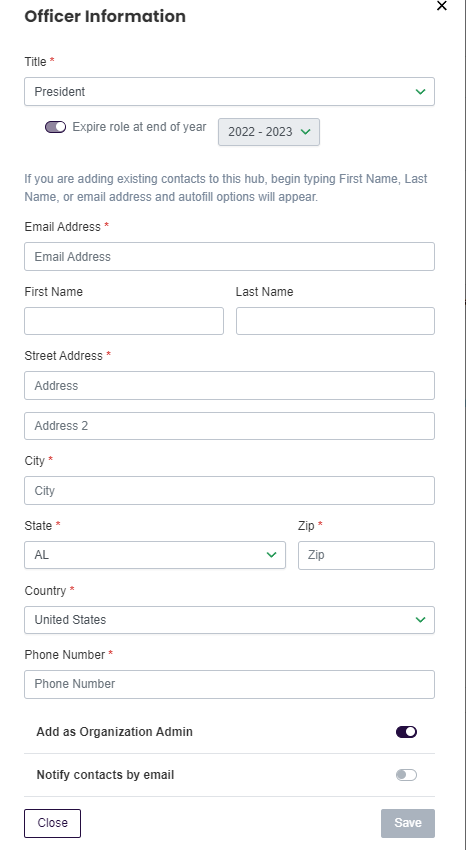 Officer Information
Title *
President
Expire role at end of year
2022 - 2023
If you are adding existing contacts to this hub, begin typing First Name, Last
Name, or email address and autofill options will appear.
Email Address *
Email Address
First Name
Last Name
Street Address *
Address
Address 2
City *
City
State *
Zip *
AL
Zip
Country *
United States
Phone Number *
Phone Number
Add as Organization Admin
Notify contacts by email
Close
Save